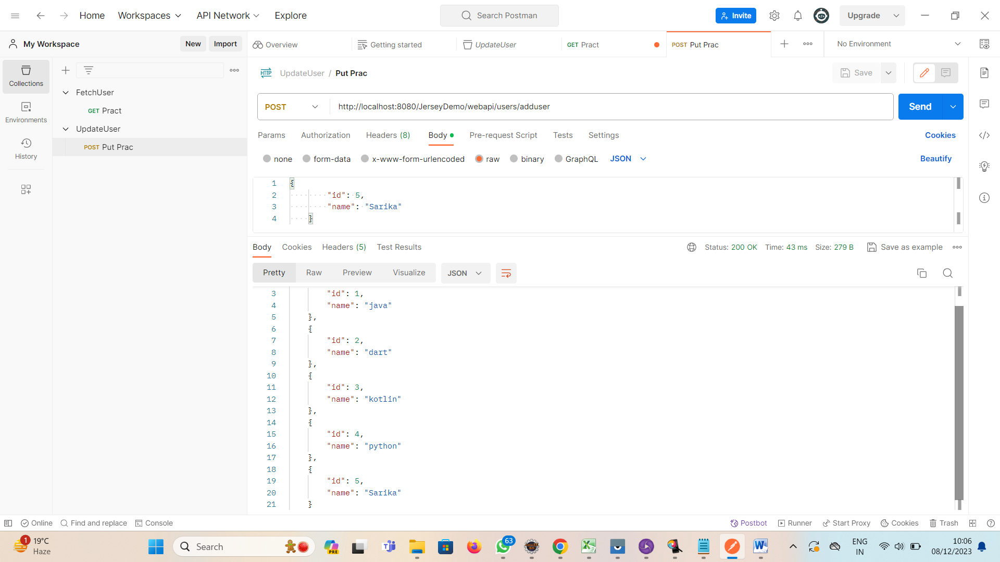 Home Workspaces API Network Explore Search Postman Invite Upgrade
My Workspace New Import Overview Getting started UpdateUser GET Pract POST Put Prac No Environment
Collections
Environments
History
FetchUser
GET Pract
UpdateUser
POST Put Prac
HTTP UpdateUser / Put Prac Save
POST http://localhost:8080/JerseyDemo/webapi/users/adduser Send
Params Authorization Headers (8) Body Pre-request Script Tests Settings Cookies
none form-data x-www-form-urlencoded raw binary GraphQL JSON Beautify
1 {
2 "id": 5,
3 "name": "Sarika"
4 }
Body Cookies Headers (5) Test Results Status: 200 OK Time: 43 ms Size: 279 B Save as example
Pretty Raw Preview Visualize JSON
3 "id": 1,
4 "name": "java"
5 },
6 {
7 "id": 2,
8 "name": "dart"
9 },
10 {
11 "id": 3,
12 "name": "kotlin"
13 },
14 {
15 "id": 4,
16 "name": "python"
17 },
18 {
19 "id": 5,
20 "name": "Sarika"
21 }
Online Find and replace Console Postbot Runner Start Proxy Cookies Trash
1 19°C
Haze
Search
PRE
63
ENG
IN
10:06
08/12/2023